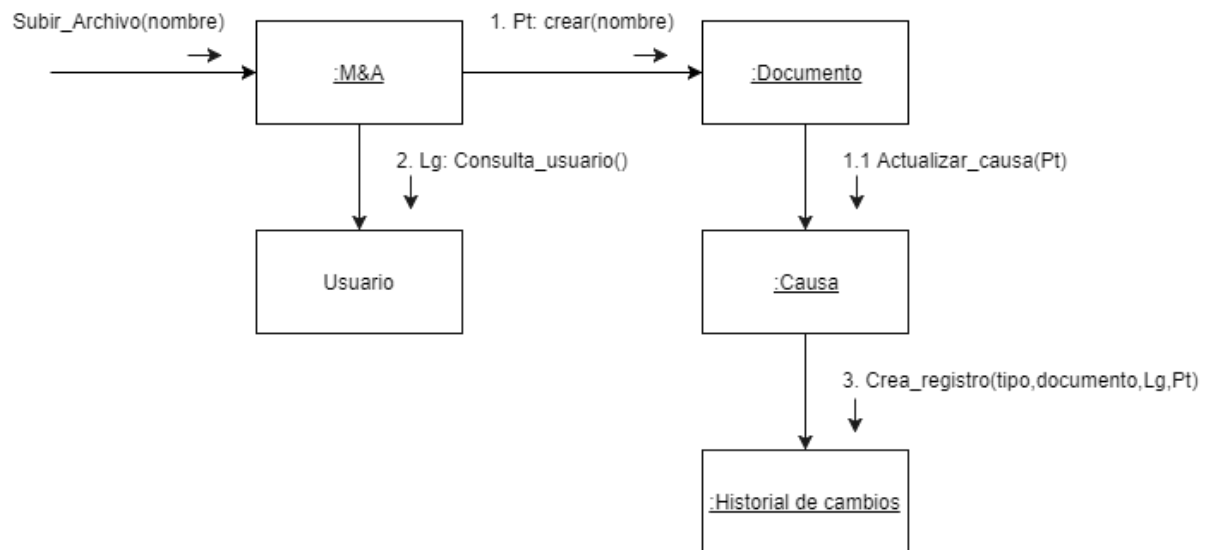 Subir_Archivo(nombre)
1. Pt: crear(nombre)
:M&A
:Documento
2. Lg: Consulta_usuario()
1.1 Actualizar_causa(Pt)
Usuario
:Causa
3. Crea_registro(tipo,documento,Lg,Pt)
:Historial de cambios